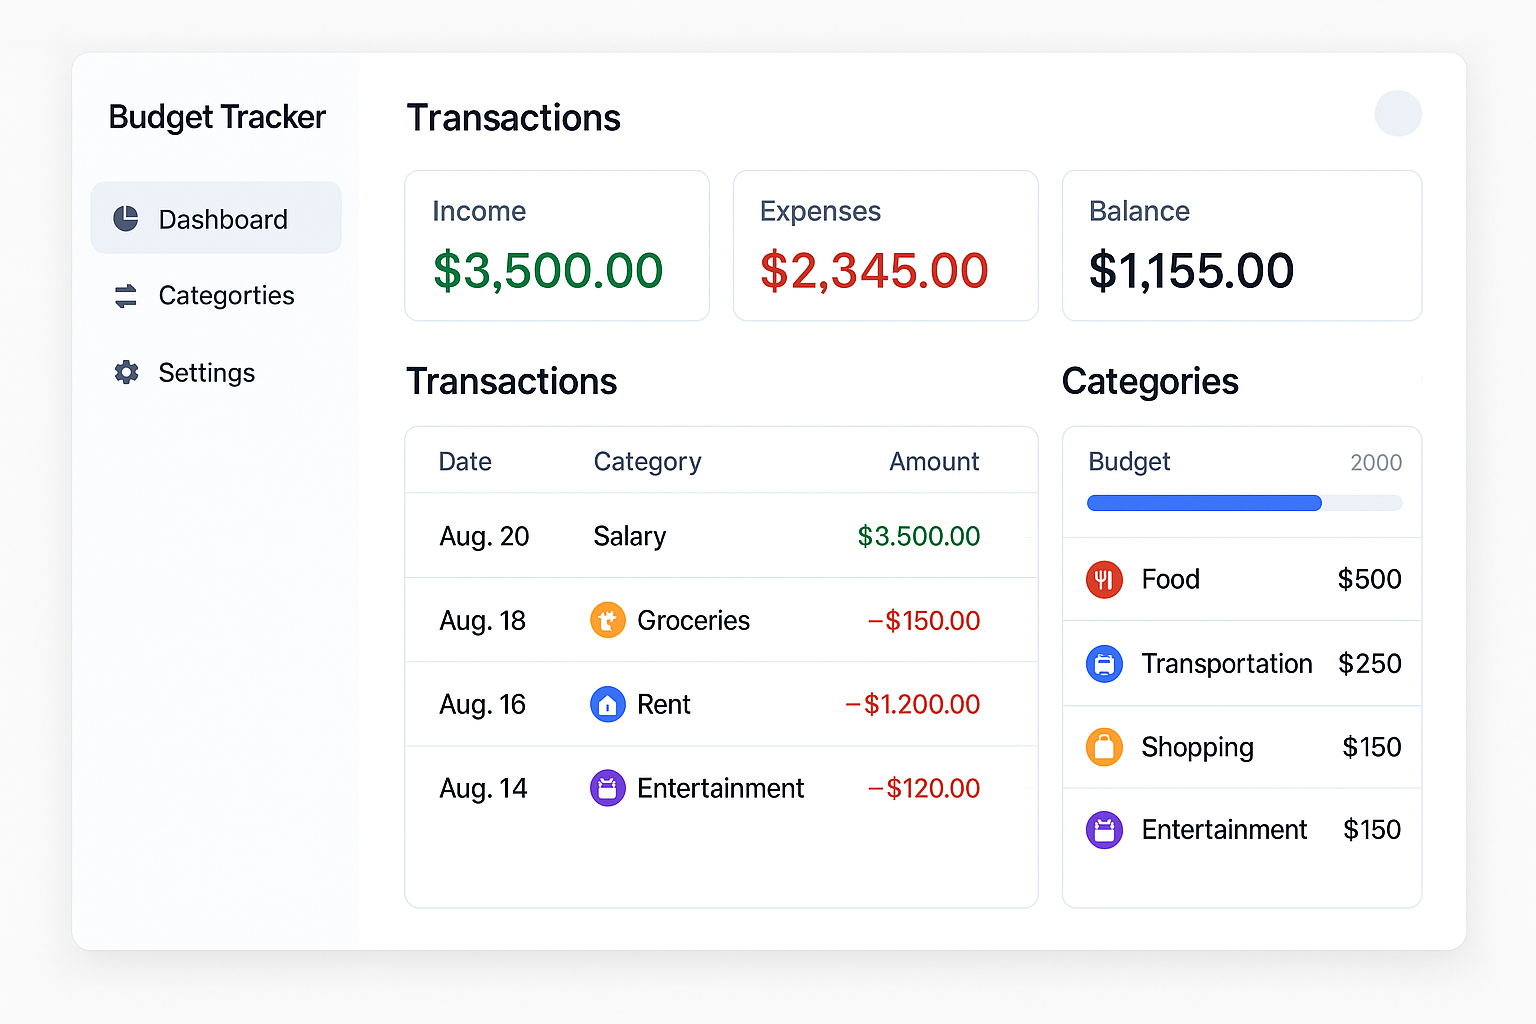 Budget Tracker
Dashboard
Categorties
Settings
Transactions
Income
$3,500.00
Expenses
$2,345.00
Balance
$1,155.00
Transactions
Date Category Amount
Aug. 20 Salary $3.500.00
Aug. 18 Groceries –$150.00
Aug. 16 Rent –$1.200.00
Aug. 14 Entertainment –$120.00
Categories
Budget 2000
Food $500
Transportation $250
Shopping $150
Entertainment $150